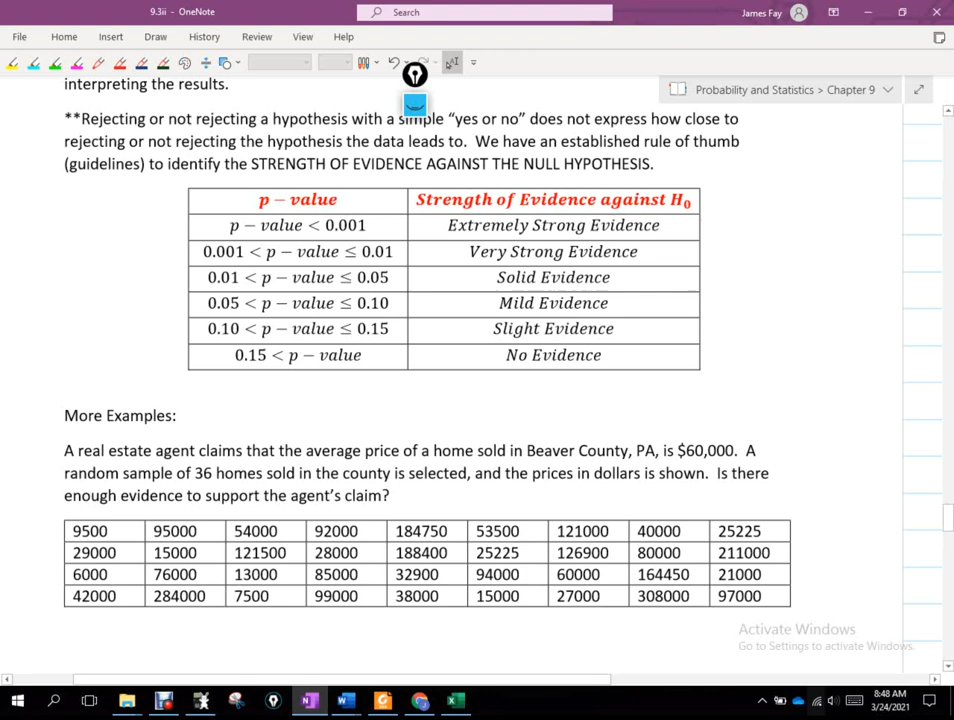 9.3ii - OneNote
Search
James Fay
File Home Insert Draw History Review View Help
interpreting the results.
Probability and Statistics > Chapter 9
**Rejecting or not rejecting a hypothesis with a simple “yes or no” does not express how close to
rejecting or not rejecting the hypothesis the data leads to. We have an established rule of thumb
(guidelines) to identify the STRENGTH OF EVIDENCE AGAINST THE NULL HYPOTHESIS.
p − value Strength of Evidence against H₀
p − value < 0.001 Extremely Strong Evidence
0.001 < p − value ≤ 0.01 Very Strong Evidence
0.01 < p − value ≤ 0.05 Solid Evidence
0.05 < p − value ≤ 0.10 Mild Evidence
0.10 < p − value ≤ 0.15 Slight Evidence
0.15 < p − value No Evidence
More Examples:
A real estate agent claims that the average price of a home sold in Beaver County, PA, is $60,000. A
random sample of 36 homes sold in the county is selected, and the prices in dollars is shown. Is there
enough evidence to support the agent’s claim?
9500 95000 54000 92000 184750 53500 121000 40000 25225
29000 15000 121500 28000 188400 25225 126900 80000 211000
6000 76000 13000 85000 32900 94000 60000 164450 21000
42000 284000 7500 99000 38000 15000 27000 308000 97000
Activate Windows
Go to Settings to activate Windows.
8:48 AM
3/24/2021